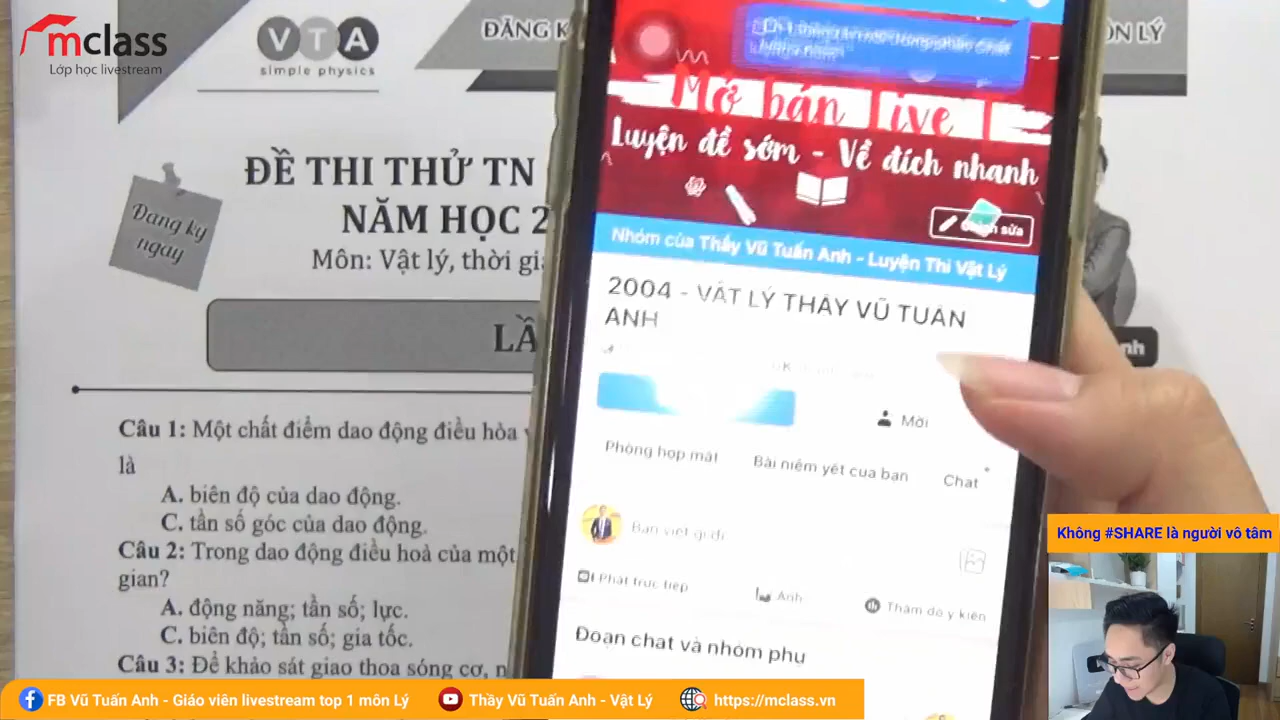 mclass
Lớp học livestream
VTA
simple physics
ĐĂNG K
ÔN LÝ
ĐỀ THI THỬ TN
NĂM HỌC 2
Môn: Vật lý, thời gi
Đăng ký
ngay
LẦ
Câu 1: Một chất điểm dao động điều hòa
là
A. biên độ của dao động.
C. tần số góc của dao động.
Câu 2: Trong dao động điều hoà của một
gian?
A. động năng; tần số; lực.
C. biên độ; tần số; gia tốc.
Câu 3: Để khảo sát giao thoa sóng cơ, n
Mở bán live
Luyện đề sớm - Về đích nhanh
Chỉnh sửa
Nhóm của Thầy Vũ Tuấn Anh - Luyện Thi Vật Lý
2004 - VẬT LÝ THẦY VŨ TUẤN
ANH
Mời
Phòng họp mặt
Bài niêm yết của bạn
Chat
Bạn viết gì đi
Phát trực tiếp
Ảnh
Thăm dò ý kiến
Đoạn chat và nhóm phụ
nh
Không #SHARE là người vô tâm
FB Vũ Tuấn Anh - Giáo viên livestream top 1 môn Lý
Thầy Vũ Tuấn Anh - Vật Lý
https://mclass.vn